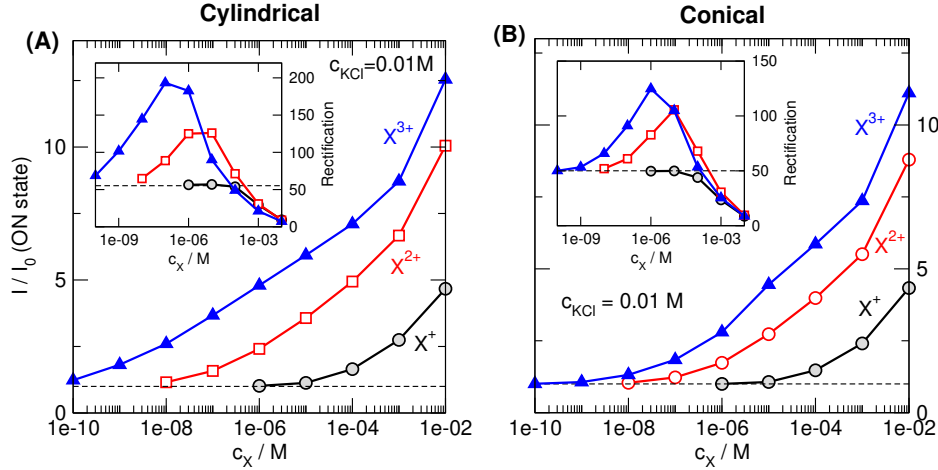 Cylindrical
Conical
(A)
(B)
c_KCl=0.01M
200
150
100
50
0
Rectification
1e-09 1e-06 1e-03
c_X / M
X^3+
X^2+
X^+
10
5
0
I / I_0 (ON state)
1e-10 1e-08 1e-06 1e-04 1e-02
c_X / M
150
100
50
0
Rectification
1e-09 1e-06 1e-03
c_X / M
X^3+
X^2+
X^+
c_KCl = 0.01 M
10
5
0
1e-10 1e-08 1e-06 1e-04 1e-02
c_X / M